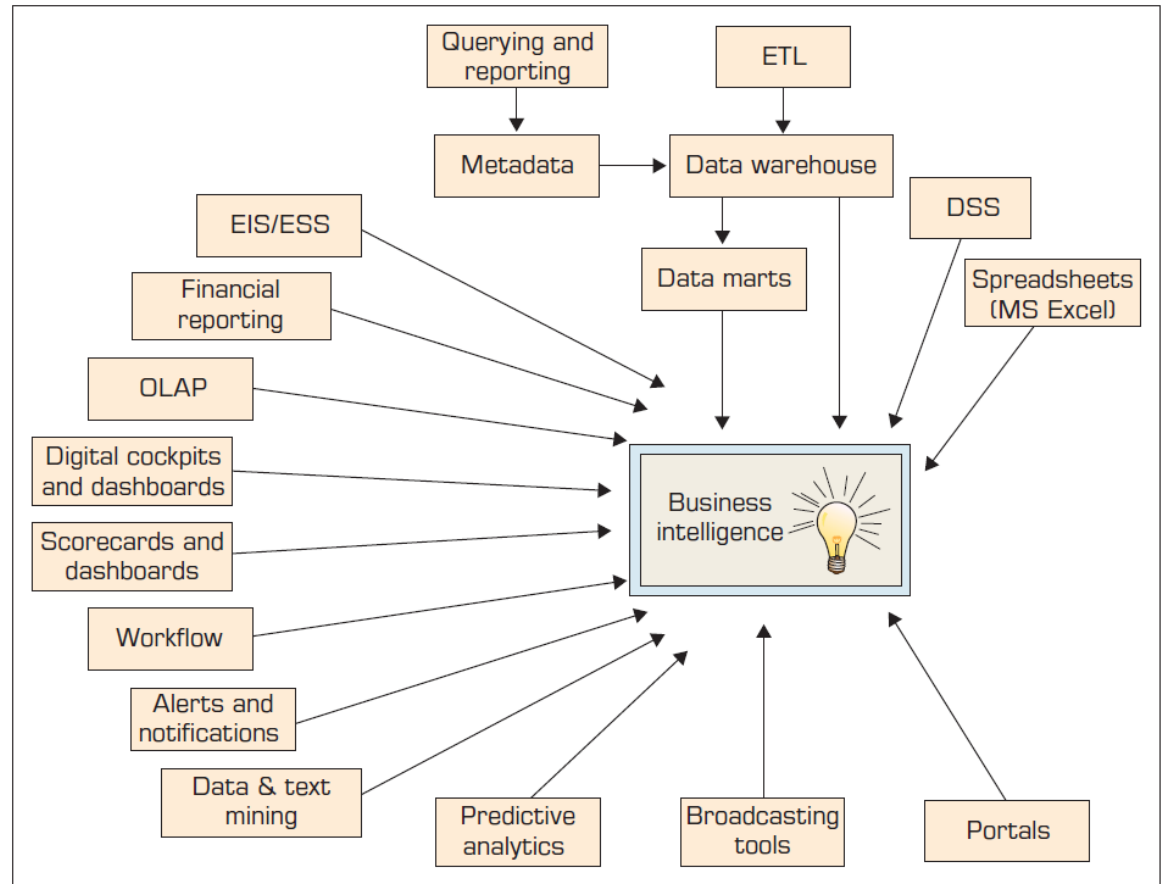 Querying and
reporting
ETL
Metadata
Data warehouse
EIS/ESS
DSS
Financial
reporting
Data marts
Spreadsheets
(MS Excel)
OLAP
Digital cockpits
and dashboards
Business
intelligence
Scorecards and
dashboards
Workflow
Alerts and
notifications
Data & text
mining
Predictive
analytics
Broadcasting
tools
Portals